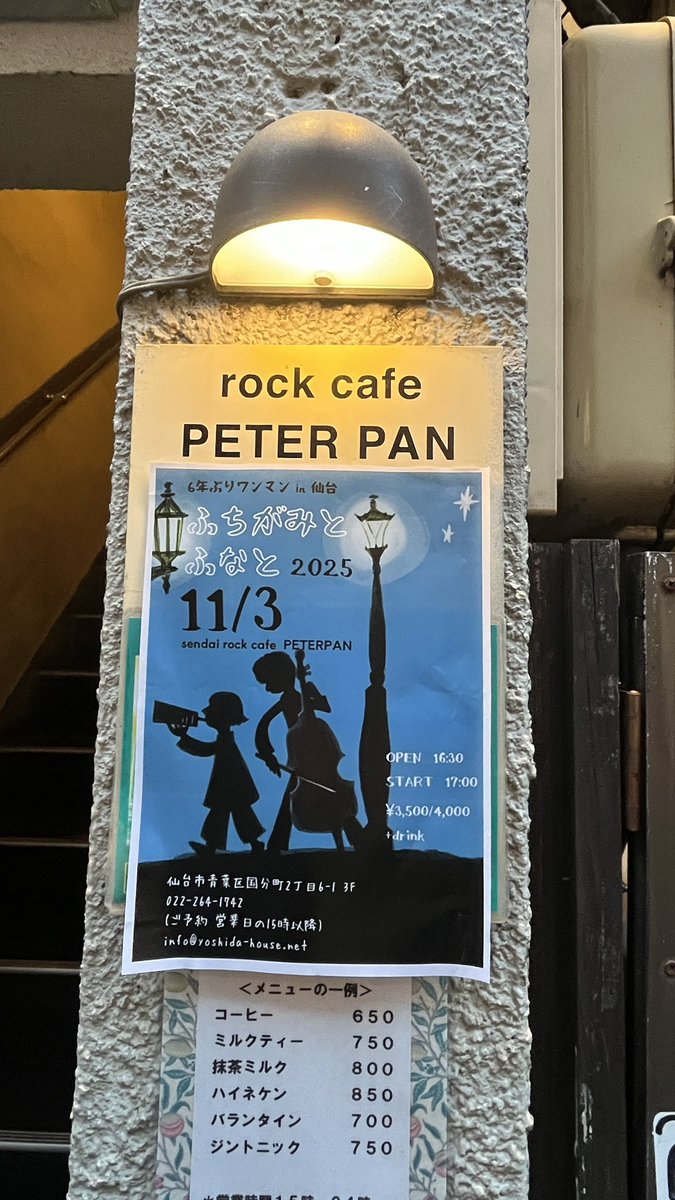 rock cafe
PETER PAN
6年ぶりワンマン in 仙台
ふちがみと
ふなと 2025
11/3
sendai rock cafe PETERPAN
OPEN 16:30
START 17:00
¥3,500/4,000
+drink
仙台市青葉区国分町2丁目6-1 3F
022-264-1742
(ご予約 営業日の15時以降)
info@yoshida-house.net
<メニューの一例>
コーヒー 650
ミルクティー 750
抹茶ミルク 800
ハイネケン 850
バランタイン 700
ジントニック 750